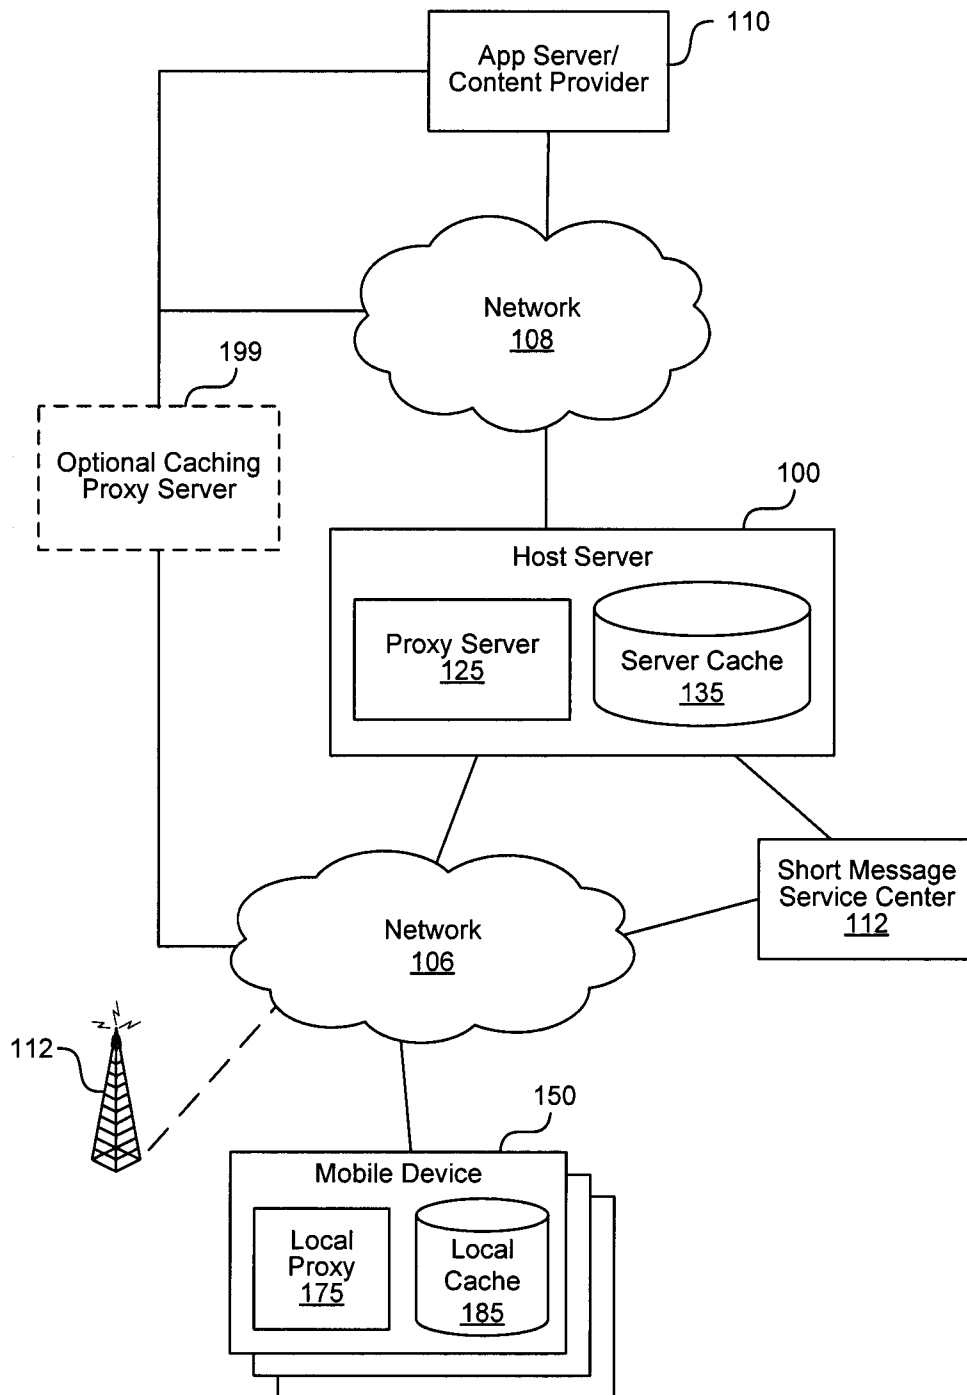 110
App Server/
Content Provider
Network
108
199
Optional Caching
Proxy Server
100
Host Server
Proxy Server
125
Server Cache
135
Short Message
Service Center
112
Network
106
112
150
Mobile Device
Local
Proxy
175
Local
Cache
185